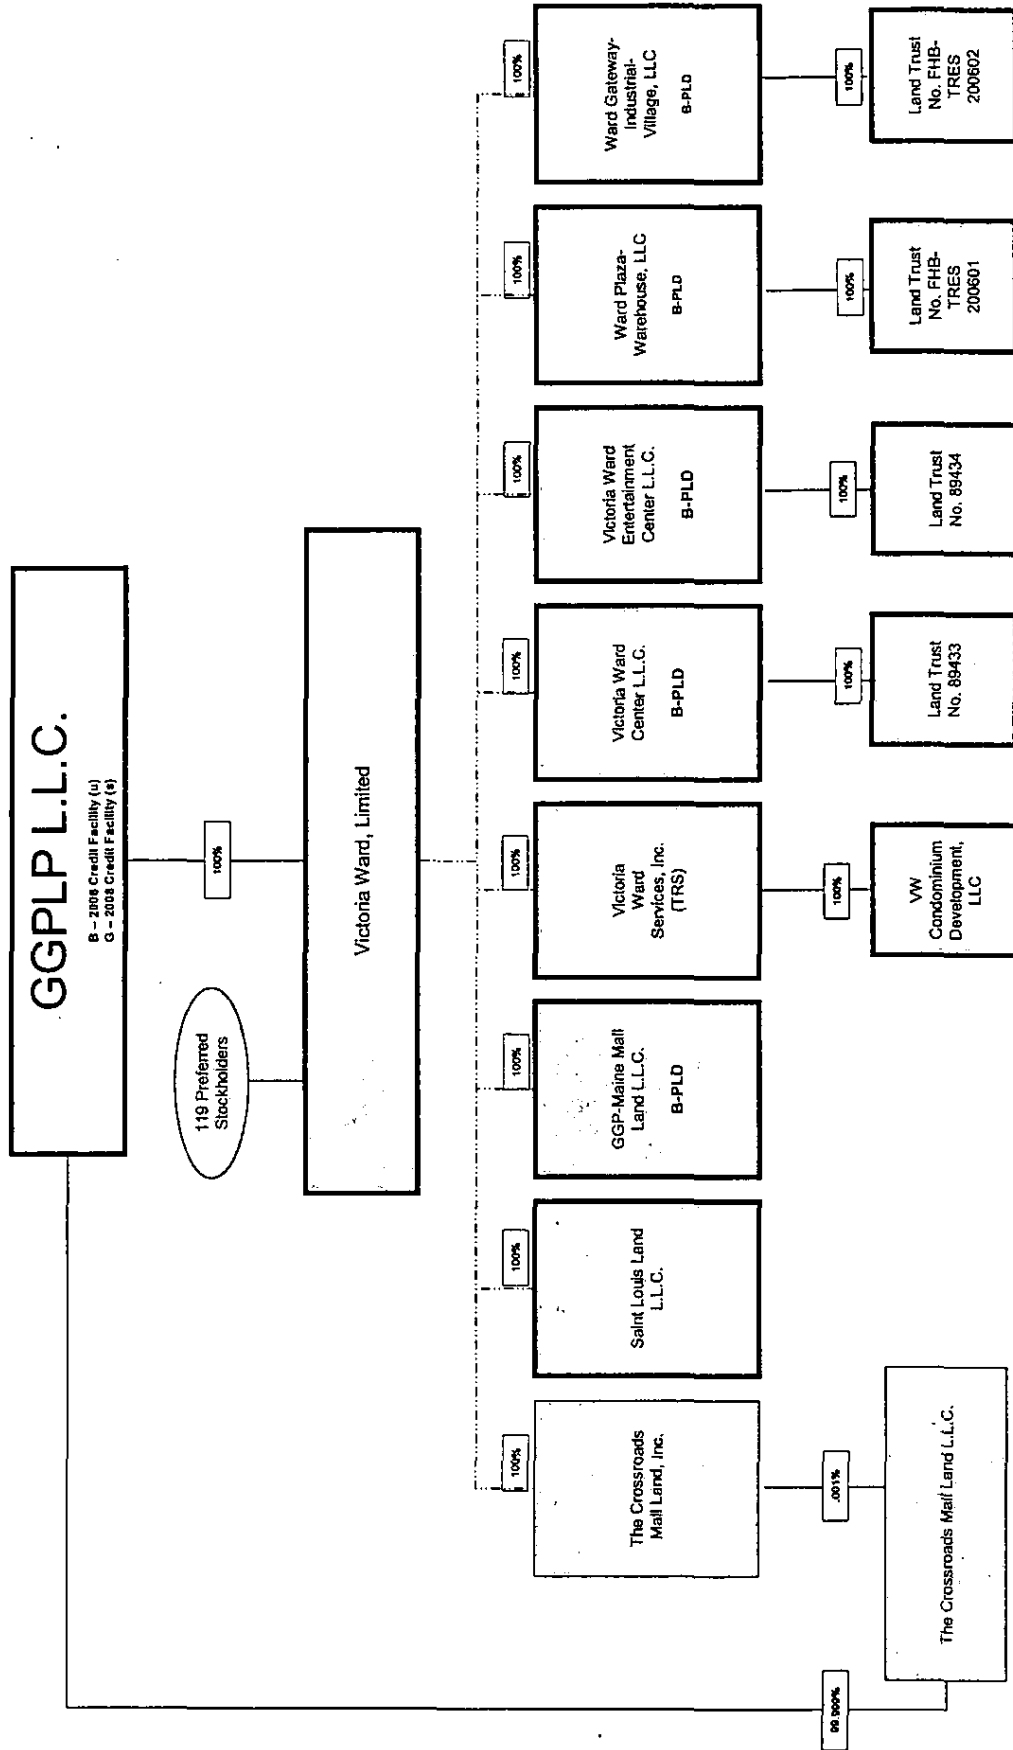 GGPLP L.L.C.
B – 2006 Credit Facility (u)
G – 2008 Credit Facility (s)
119 Preferred
Stockholders
100%
Victoria Ward, Limited
100%
100%
100%
100%
100%
100%
100%
100%
The Crossroads
Mall Land, Inc.
Saint Louis Land
L.L.C.
GGP-Maine Mall
Land L.L.C.
B-PLD
Victoria
Ward
Services, Inc.
(TRS)
Victoria Ward
Center L.L.C.
B-PLD
Victoria Ward
Entertainment
Center L.L.C.
B-PLD
Ward Plaza-
Warehouse, LLC
B-PLD
Ward Gateway-
Industrial-
Village, LLC
B-PLD
99.900%
.001%
100%
100%
100%
100%
100%
The Crossroads Mall Land L.L.C.
VW
Condominium
Development,
LLC
Land Trust
No. 89433
Land Trust
No. 89434
Land Trust
No. FHB-
TRES
200601
Land Trust
No. FHB-
TRES
200602